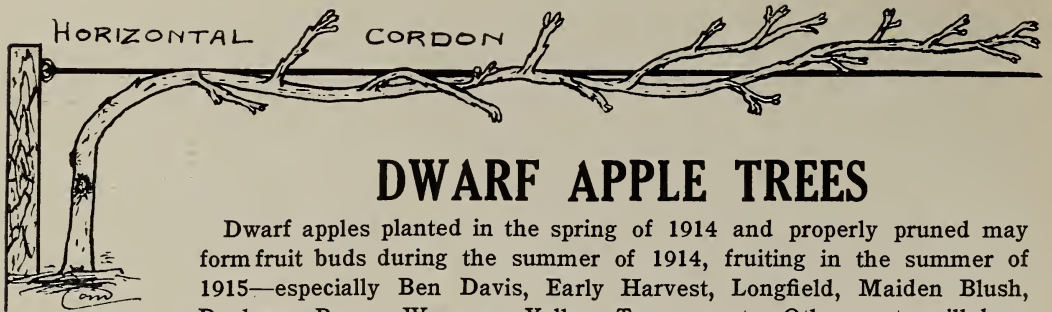 HORIZONTAL CORDON
DWARF APPLE TREES
Dwarf apples planted in the spring of 1914 and properly pruned may
form fruit buds during the summer of 1914, fruiting in the summer of
1915—especially Ben Davis, Early Harvest, Longfield, Maiden Blush,